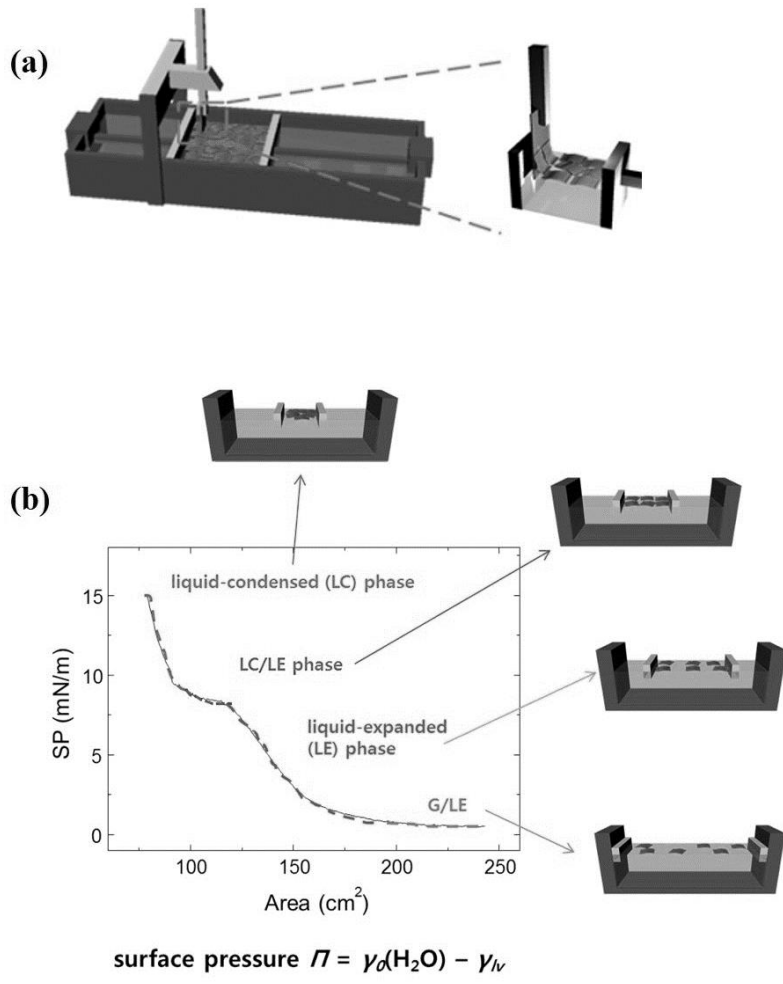 (a)
(b)
liquid-condensed (LC) phase
LC/LE phase
liquid-expanded
(LE) phase
G/LE
15
10
5
0
SP (mN/m)
100
150
200
250
Area (cm²)
surface pressure Π = γ₀(H₂O) − γₗᵥ